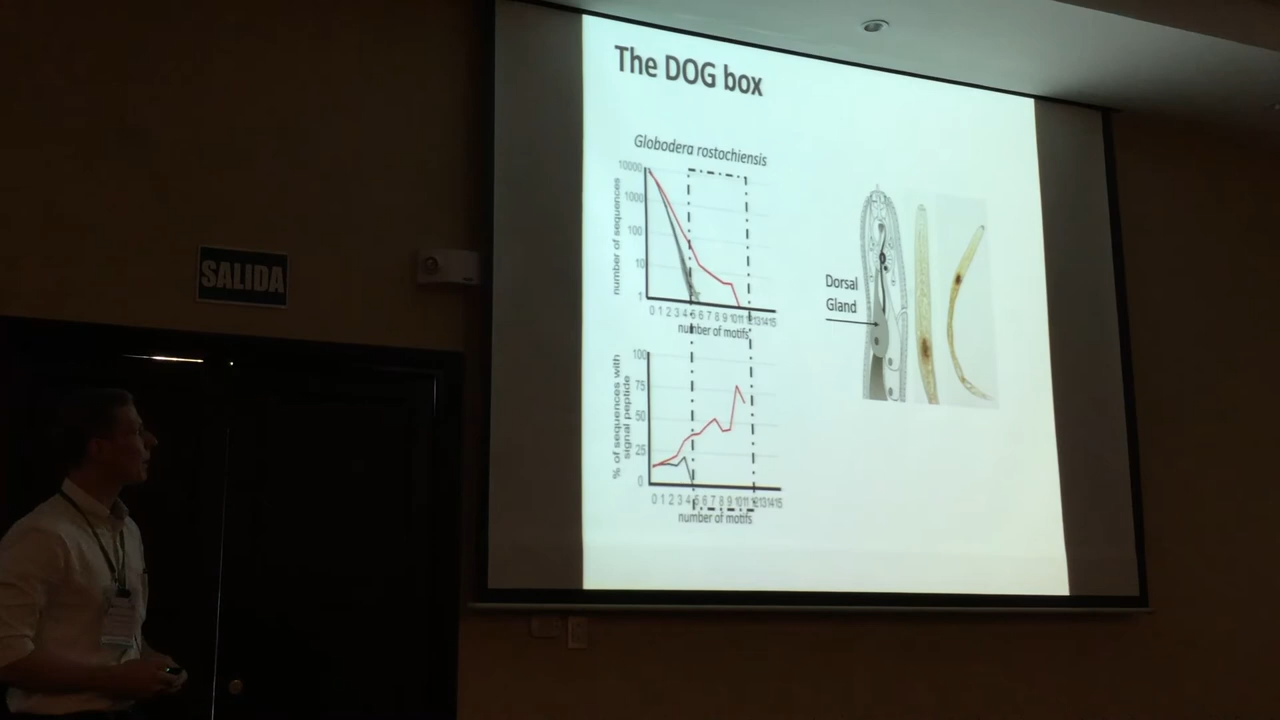 The DOG box
Globodera rostochiensis
10000
1000
100
10
1
number of sequences
0 1 2 3 4 5 6 7 8 9 10 11 12 13 14 15
number of motifs
100
75
50
25
0
% of sequences with
signal peptide
0 1 2 3 4 5 6 7 8 9 10 11 12 13 14 15
number of motifs
Dorsal
Gland
SALIDA